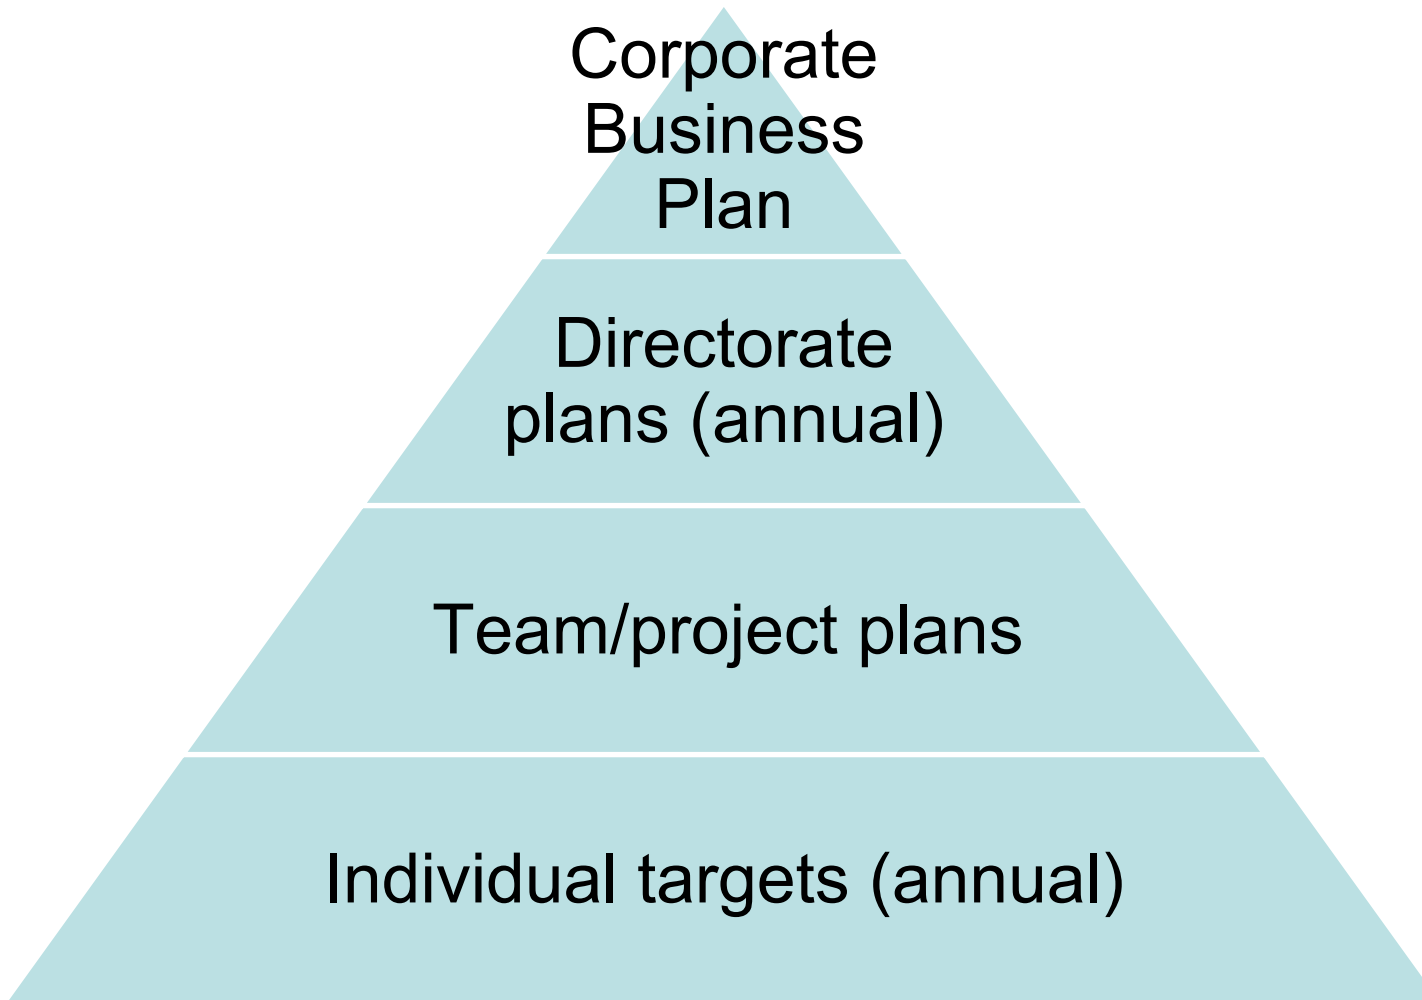 Corporate
Business
Plan
Directorate
plans (annual)
Team/project plans
Individual targets (annual)